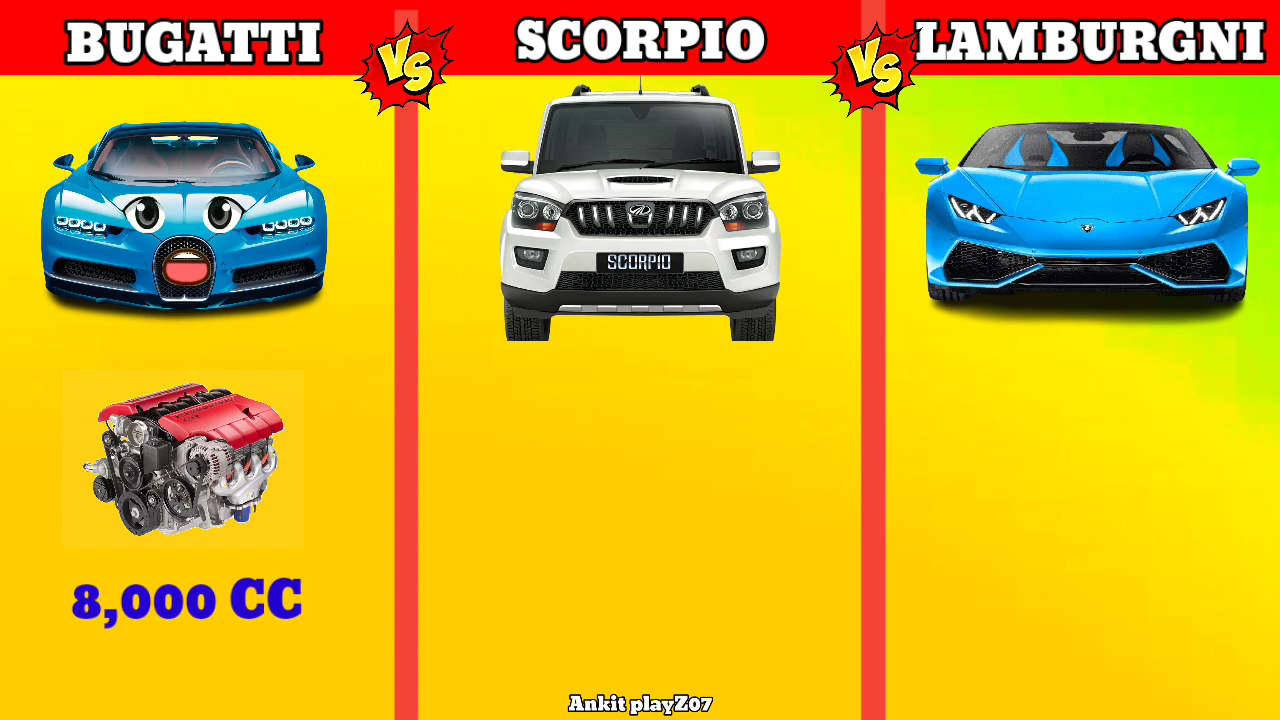 BUGATTI
VS
SCORPIO
VS
LAMBURGNI
SCORPIO
8,000 CC
Ankit playZ07